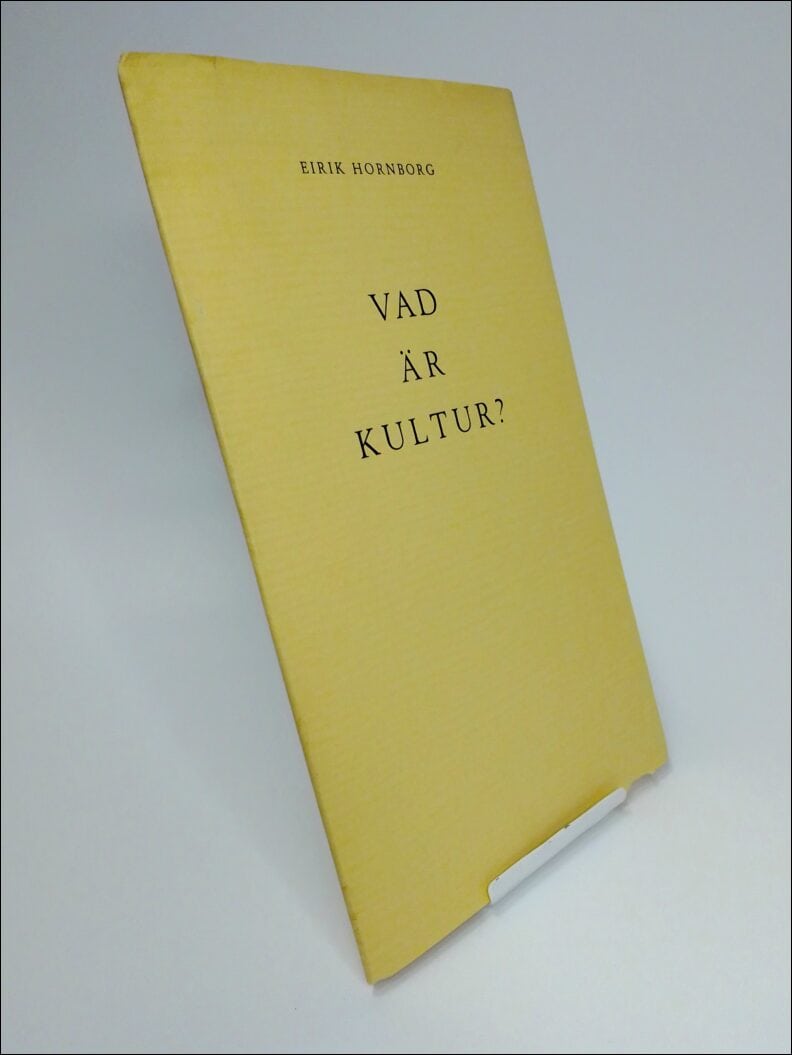 EIRIK HORNBORG
VAD
ÄR
KULTUR?